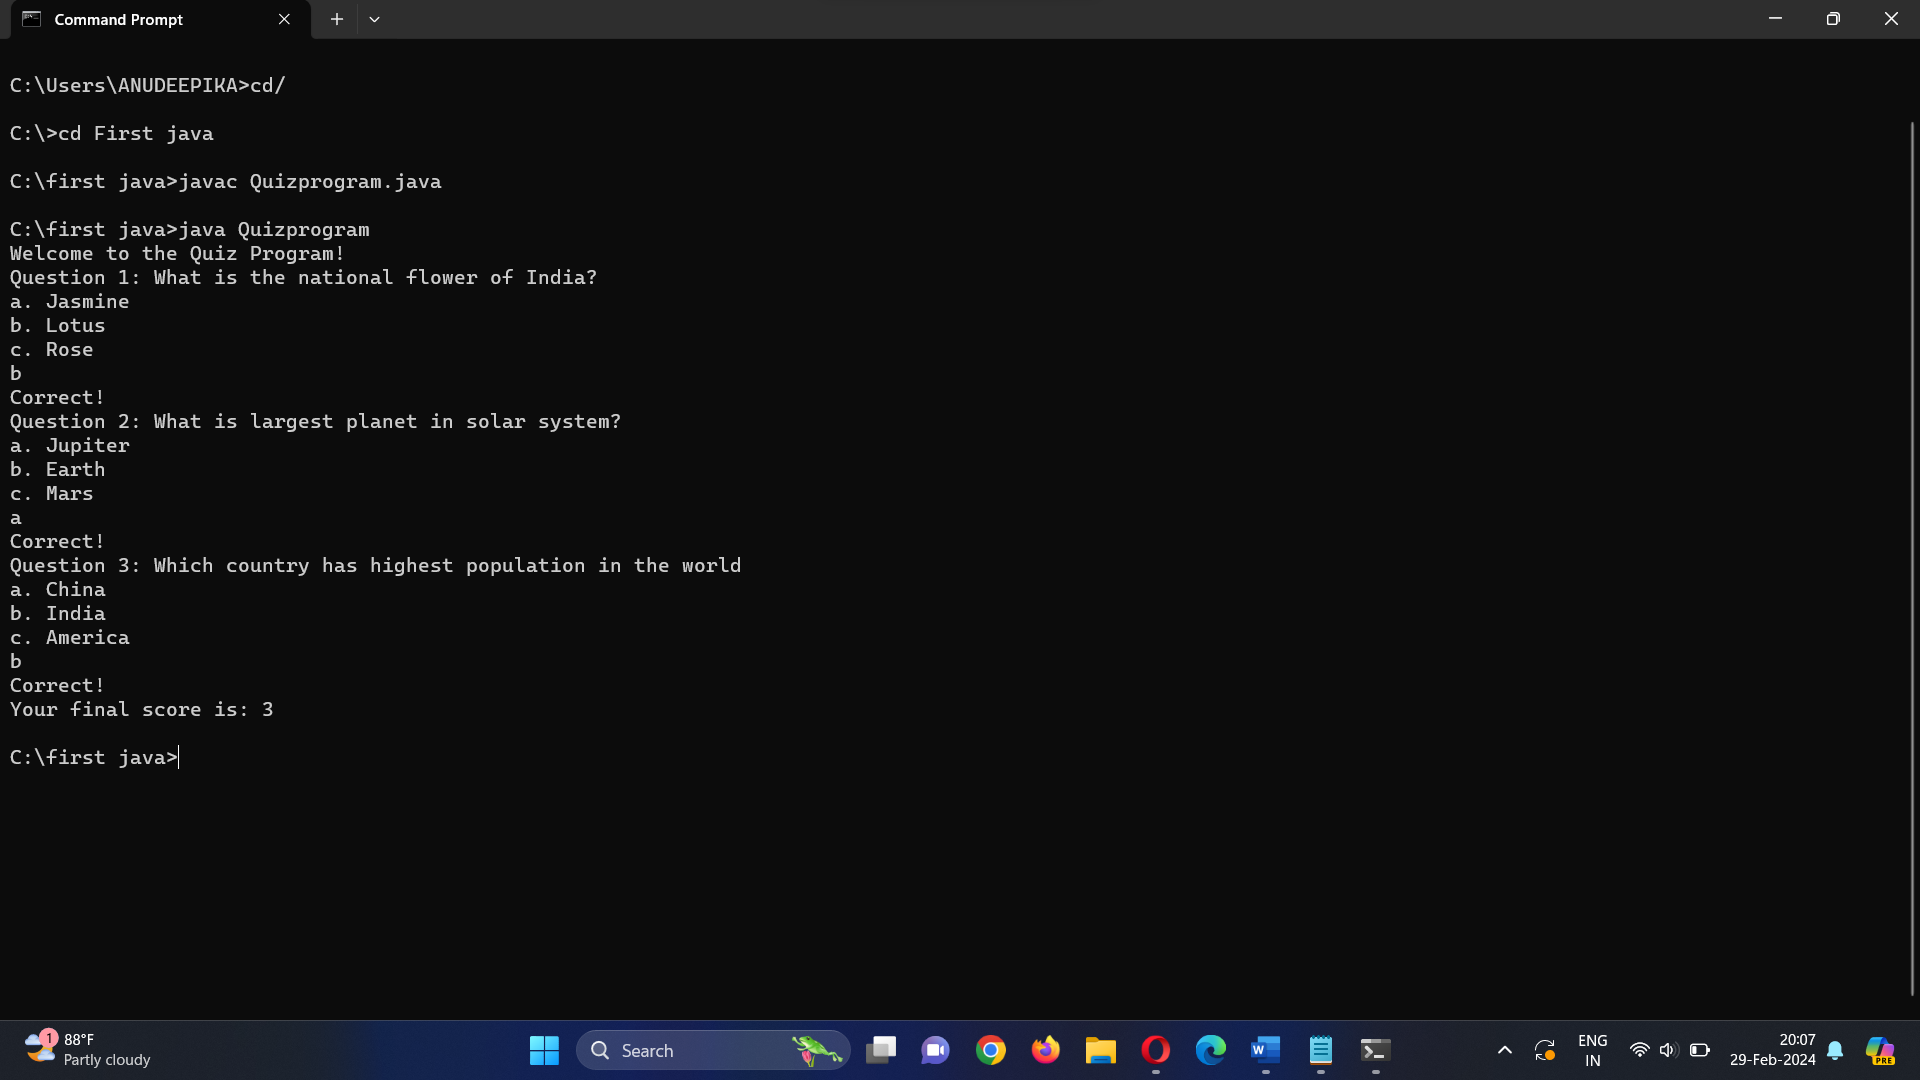 Command Prompt
C:\Users\ANUDEEPIKA>cd/
C:\>cd First java
C:\first java>javac Quizprogram.java
C:\first java>java Quizprogram
Welcome to the Quiz Program!
Question 1: What is the national flower of India?
a. Jasmine
b. Lotus
c. Rose
b
Correct!
Question 2: What is largest planet in solar system?
a. Jupiter
b. Earth
c. Mars
a
Correct!
Question 3: Which country has highest population in the world
a. China
b. India
c. America
b
Correct!
Your final score is: 3
C:\first java>
1
88°F
Partly cloudy
Search
W
ENG
IN
20:07
29-Feb-2024
PRE